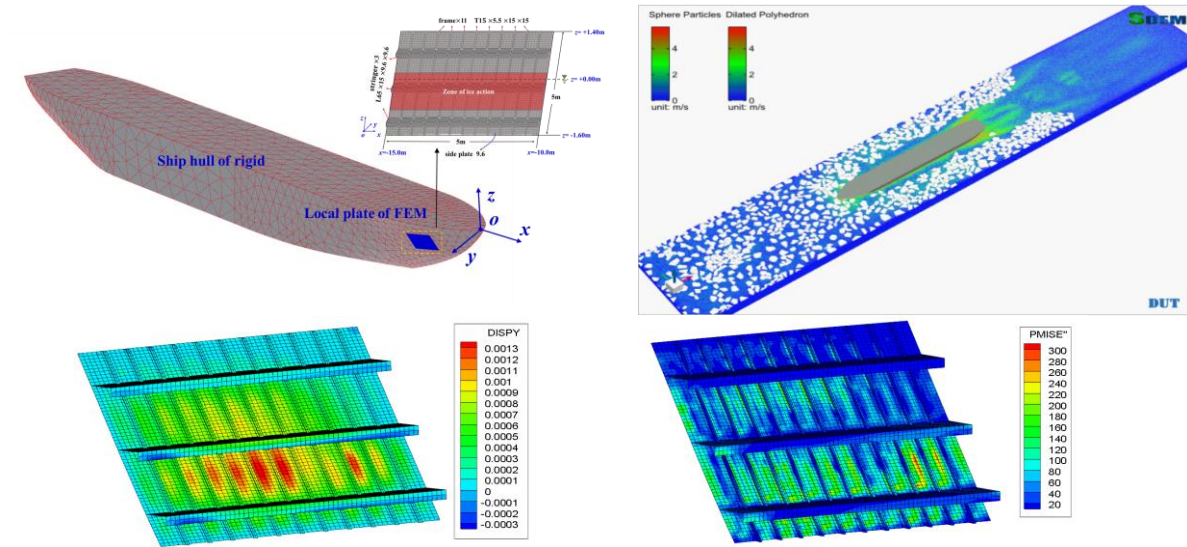 frame×11 T15 ×5.5 ×15 ×15
z= +1.40m
stringer ×3
L65 ×15 ×9.6 ×9.6
z= +0.00m
Zone of ice action
5m
z
y
o
x
5m
z= -1.60m
x=-15.0m
side plate 9.6
x=-10.0m
Ship hull of rigid
Local plate of FEM
z
o
x
y
Sphere Particles
Dilated Polyhedron
4
4
2
2
0
0
unit: m/s
unit: m/s
SDEM
DUT
DISPY
0.0013
0.0012
0.0011
0.001
0.0009
0.0008
0.0007
0.0006
0.0005
0.0004
0.0003
0.0002
0.0001
0
-0.0001
-0.0002
-0.0003
PMISE"
300
280
260
240
220
200
180
160
140
120
100
80
60
40
20